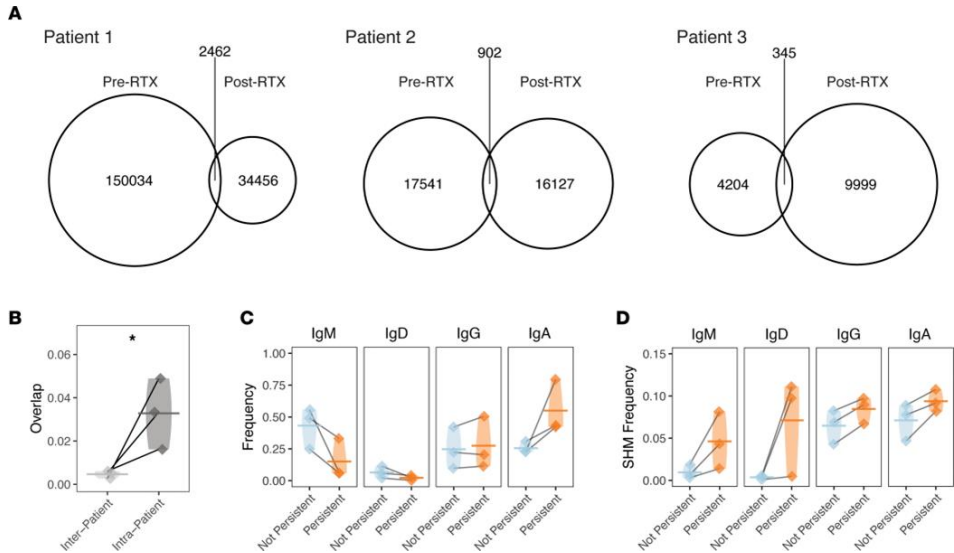 A
Patient 1
Patient 2
Patient 3
2462
902
345
Pre-RTX
Post-RTX
Pre-RTX
Post-RTX
Pre-RTX
Post-RTX
150034
34456
17541
16127
4204
9999
B
*
Overlap
0.06
0.04
0.02
0.00
Inter-Patient
Intra-Patient
C
IgM
IgD
IgG
IgA
Frequency
1.00
0.75
0.50
0.25
0.00
Not Persistent
Persistent
Not Persistent
Persistent
Not Persistent
Persistent
Not Persistent
Persistent
D
IgM
IgD
IgG
IgA
SHM Frequency
0.15
0.10
0.05
0.00
Not Persistent
Persistent
Not Persistent
Persistent
Not Persistent
Persistent
Not Persistent
Persistent